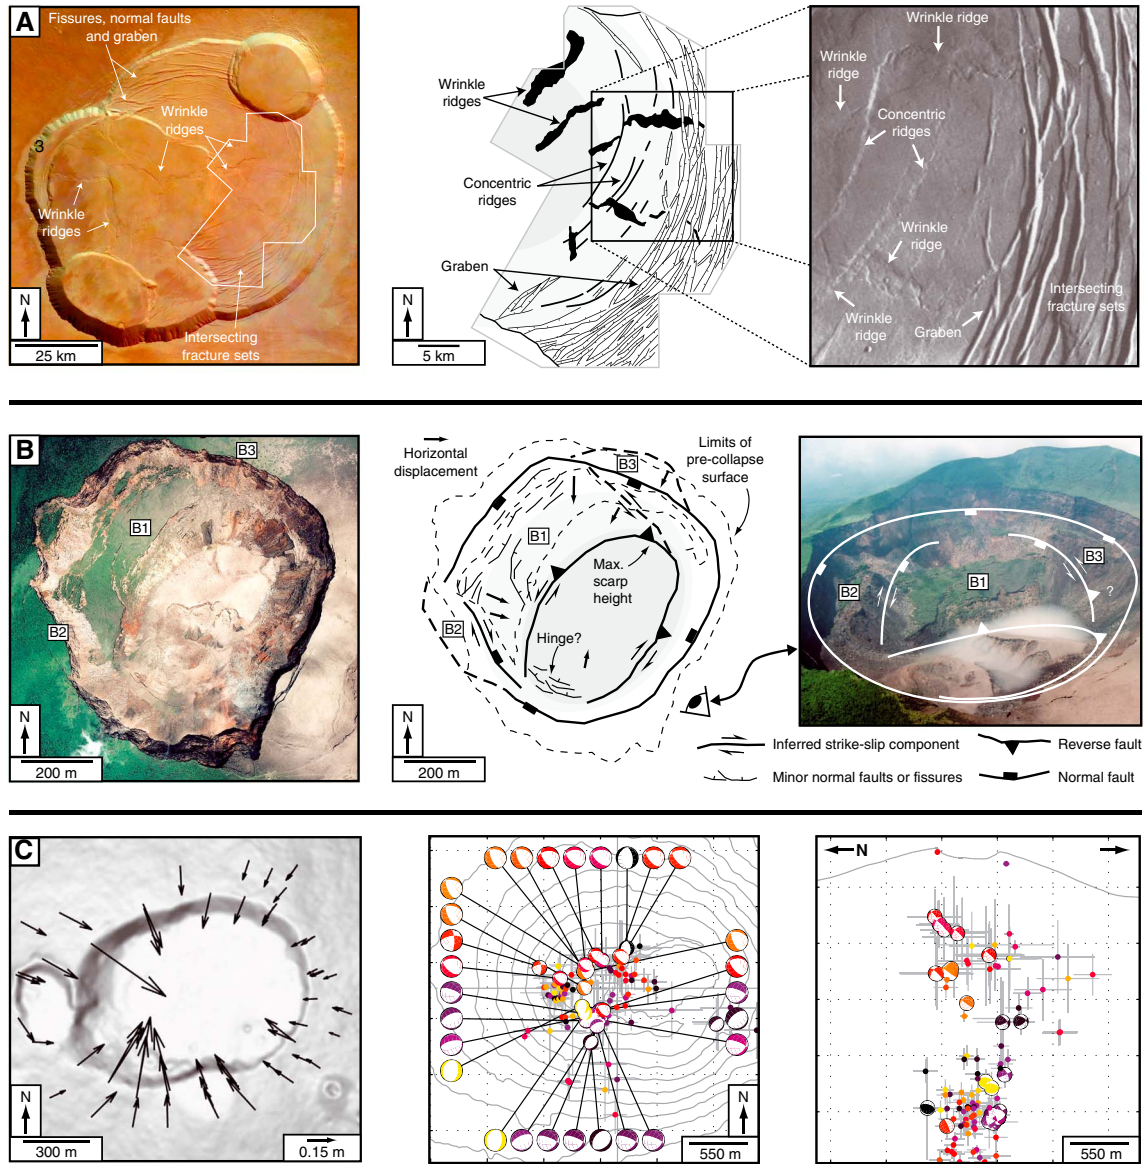 A
Fissures, normal faults
and graben
Wrinkle
ridges
3
Wrinkle
ridges
Intersecting
fracture sets
N
25 km
Wrinkle
ridges
Concentric
ridges
Graben
N
5 km
Wrinkle ridge
Wrinkle
ridge
Concentric
ridges
Wrinkle
ridge
Wrinkle
ridge
Graben
Intersecting
fracture sets
B
B3
B1
B2
N
200 m
Horizontal
displacement
Limits of
pre-collapse
surface
B3
B1
Max.
scarp
height
B2
Hinge?
N
200 m
B3
B2
B1
?
Inferred strike-slip component
Reverse fault
Minor normal faults or fissures
Normal fault
C
N
300 m
0.15 m
N
550 m
N
550 m